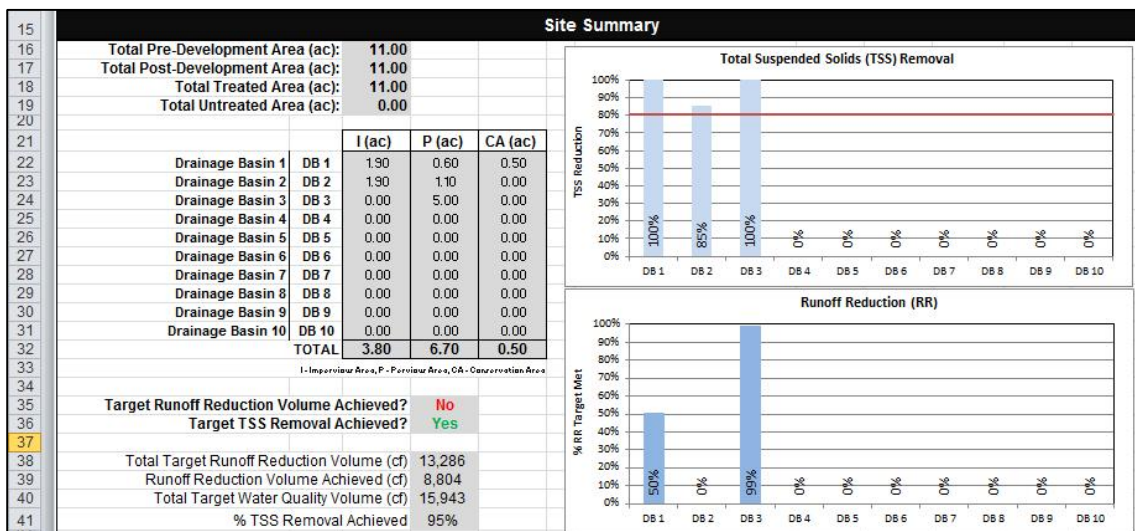 15 Site Summary
16 Total Pre-Development Area (ac): 11.00
17 Total Post-Development Area (ac): 11.00
18 Total Treated Area (ac): 11.00
19 Total Untreated Area (ac): 0.00
20
21 I (ac) P (ac) CA (ac)
22 Drainage Basin 1 DB 1 1.90 0.60 0.50
23 Drainage Basin 2 DB 2 1.90 1.10 0.00
24 Drainage Basin 3 DB 3 0.00 5.00 0.00
25 Drainage Basin 4 DB 4 0.00 0.00 0.00
26 Drainage Basin 5 DB 5 0.00 0.00 0.00
27 Drainage Basin 6 DB 6 0.00 0.00 0.00
28 Drainage Basin 7 DB 7 0.00 0.00 0.00
29 Drainage Basin 8 DB 8 0.00 0.00 0.00
30 Drainage Basin 9 DB 9 0.00 0.00 0.00
31 Drainage Basin 10 DB 10 0.00 0.00 0.00
32 TOTAL 3.80 6.70 0.50
33 I - Impervious Area, P - Pervious Area, CA - Conservation Area
34
35 Target Runoff Reduction Volume Achieved? No
36 Target TSS Removal Achieved? Yes
37
38 Total Target Runoff Reduction Volume (cf) 13,286
39 Runoff Reduction Volume Achieved (cf) 8,804
40 Total Target Water Quality Volume (cf) 15,943
41 % TSS Removal Achieved 95%
Total Suspended Solids (TSS) Removal
TSS Reduction
100%
90%
80%
70%
60%
50%
40%
30%
20%
10%
0%
100% 85% 100% 0% 0% 0% 0% 0% 0% 0%
DB 1 DB 2 DB 3 DB 4 DB 5 DB 6 DB 7 DB 8 DB 9 DB 10
Runoff Reduction (RR)
% RR Target Met
100%
90%
80%
70%
60%
50%
40%
30%
20%
10%
0%
50% 0% 99% 0% 0% 0% 0% 0% 0% 0%
DB 1 DB 2 DB 3 DB 4 DB 5 DB 6 DB 7 DB 8 DB 9 DB 10